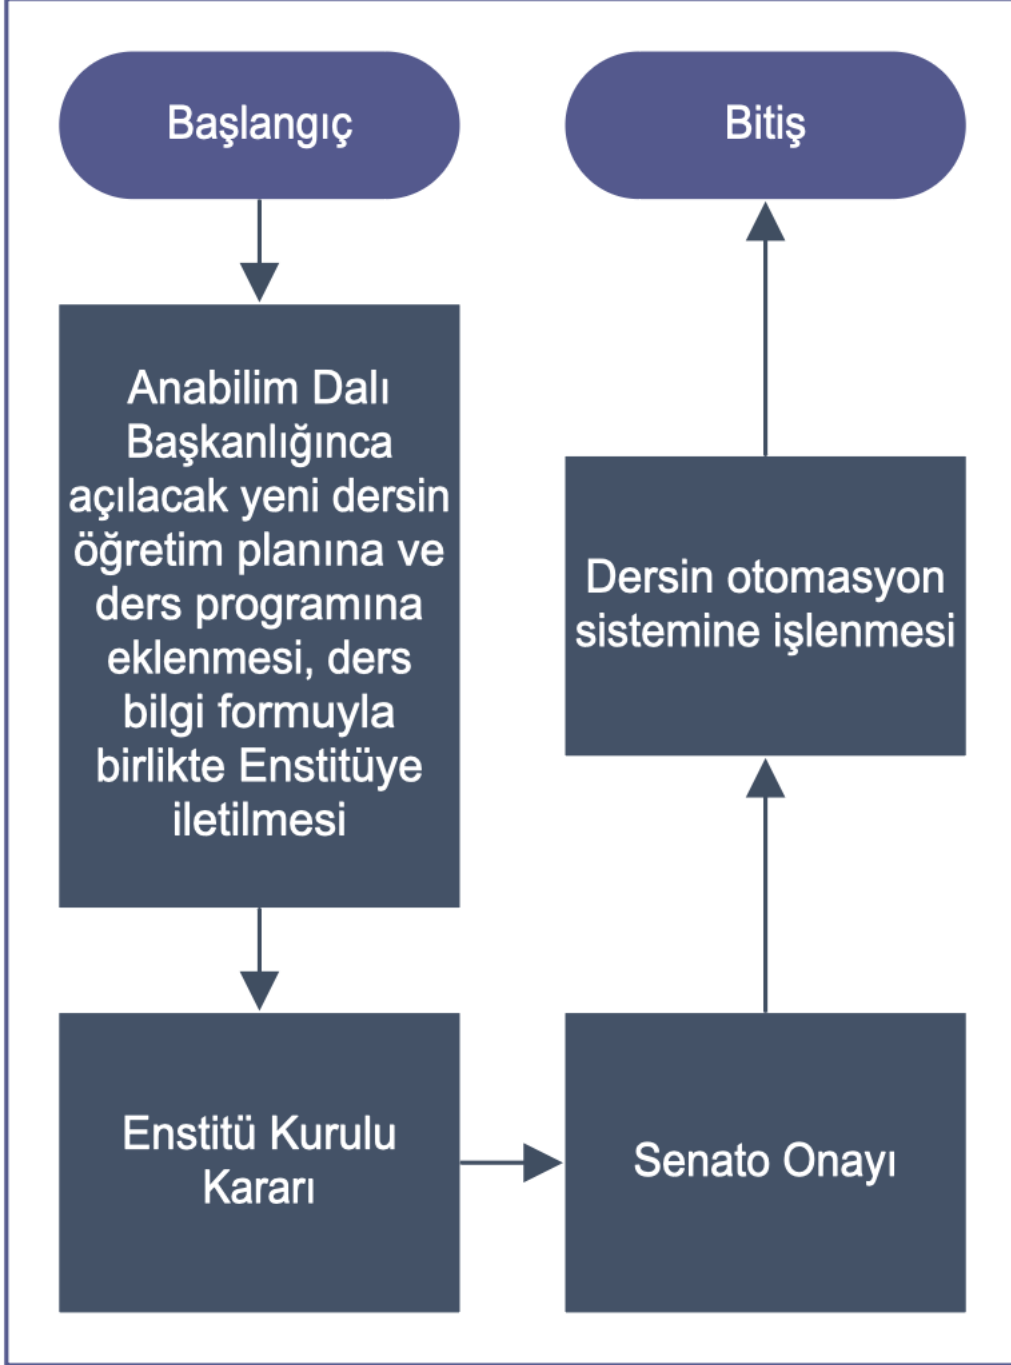 Başlangıç
Anabilim Dalı
Başkanlığınca
açılacak yeni dersin
öğretim planına ve
ders programına
eklenmesi, ders
bilgi formuyla
birlikte Enstitüye
iletilmesi
Enstitü Kurulu
Kararı
Senato Onayı
Dersin otomasyon
sistemine işlenmesi
Bitiş